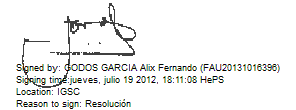 Signed by: GODOS GARCIA Alix Fernando (FAU20131016396)
Signing time:jueves, julio 19 2012, 18:11:08 HePS
Location: IGSC
Reason to sign: Resolución